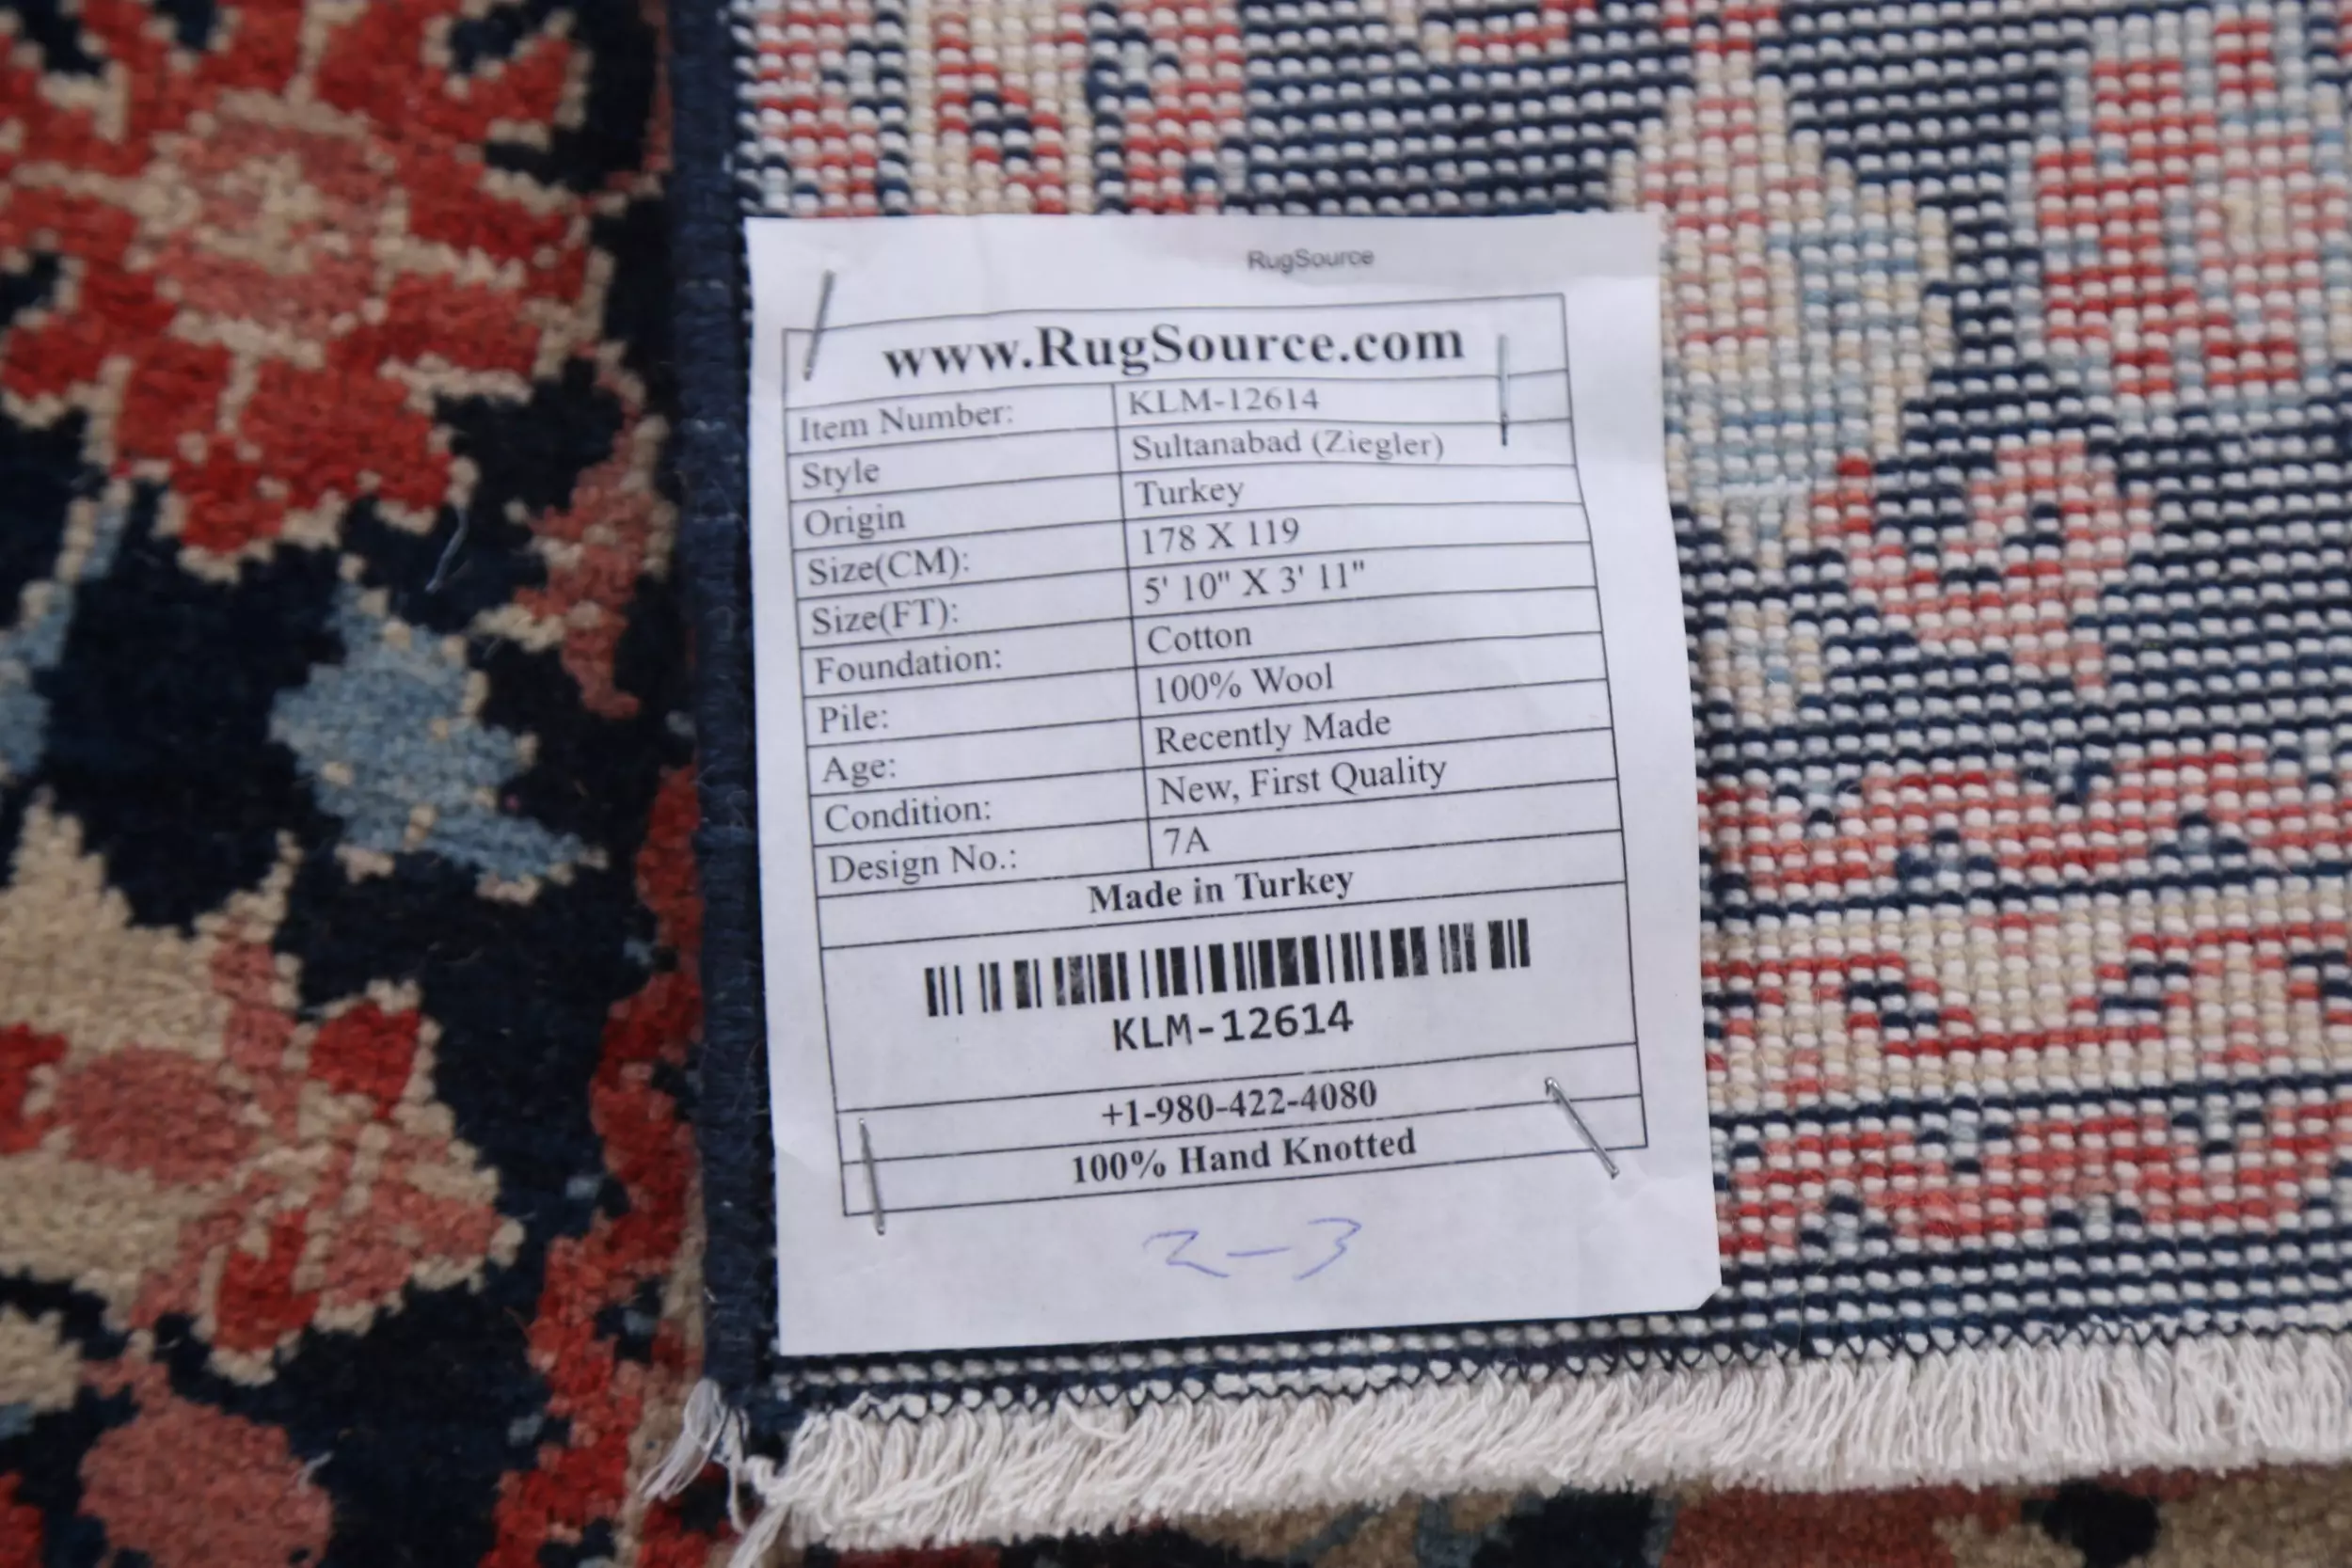 RugSource
www.RugSource.com
Item Number: KLM-12614
Style Sultanabad (Ziegler)
Origin Turkey
Size(CM): 178 X 119
Size(FT): 5' 10" X 3' 11"
Foundation: Cotton
Pile: 100% Wool
Age: Recently Made
Condition: New, First Quality
Design No.: 7A
Made in Turkey
KLM-12614
+1-980-422-4080
100% Hand Knotted
2-3